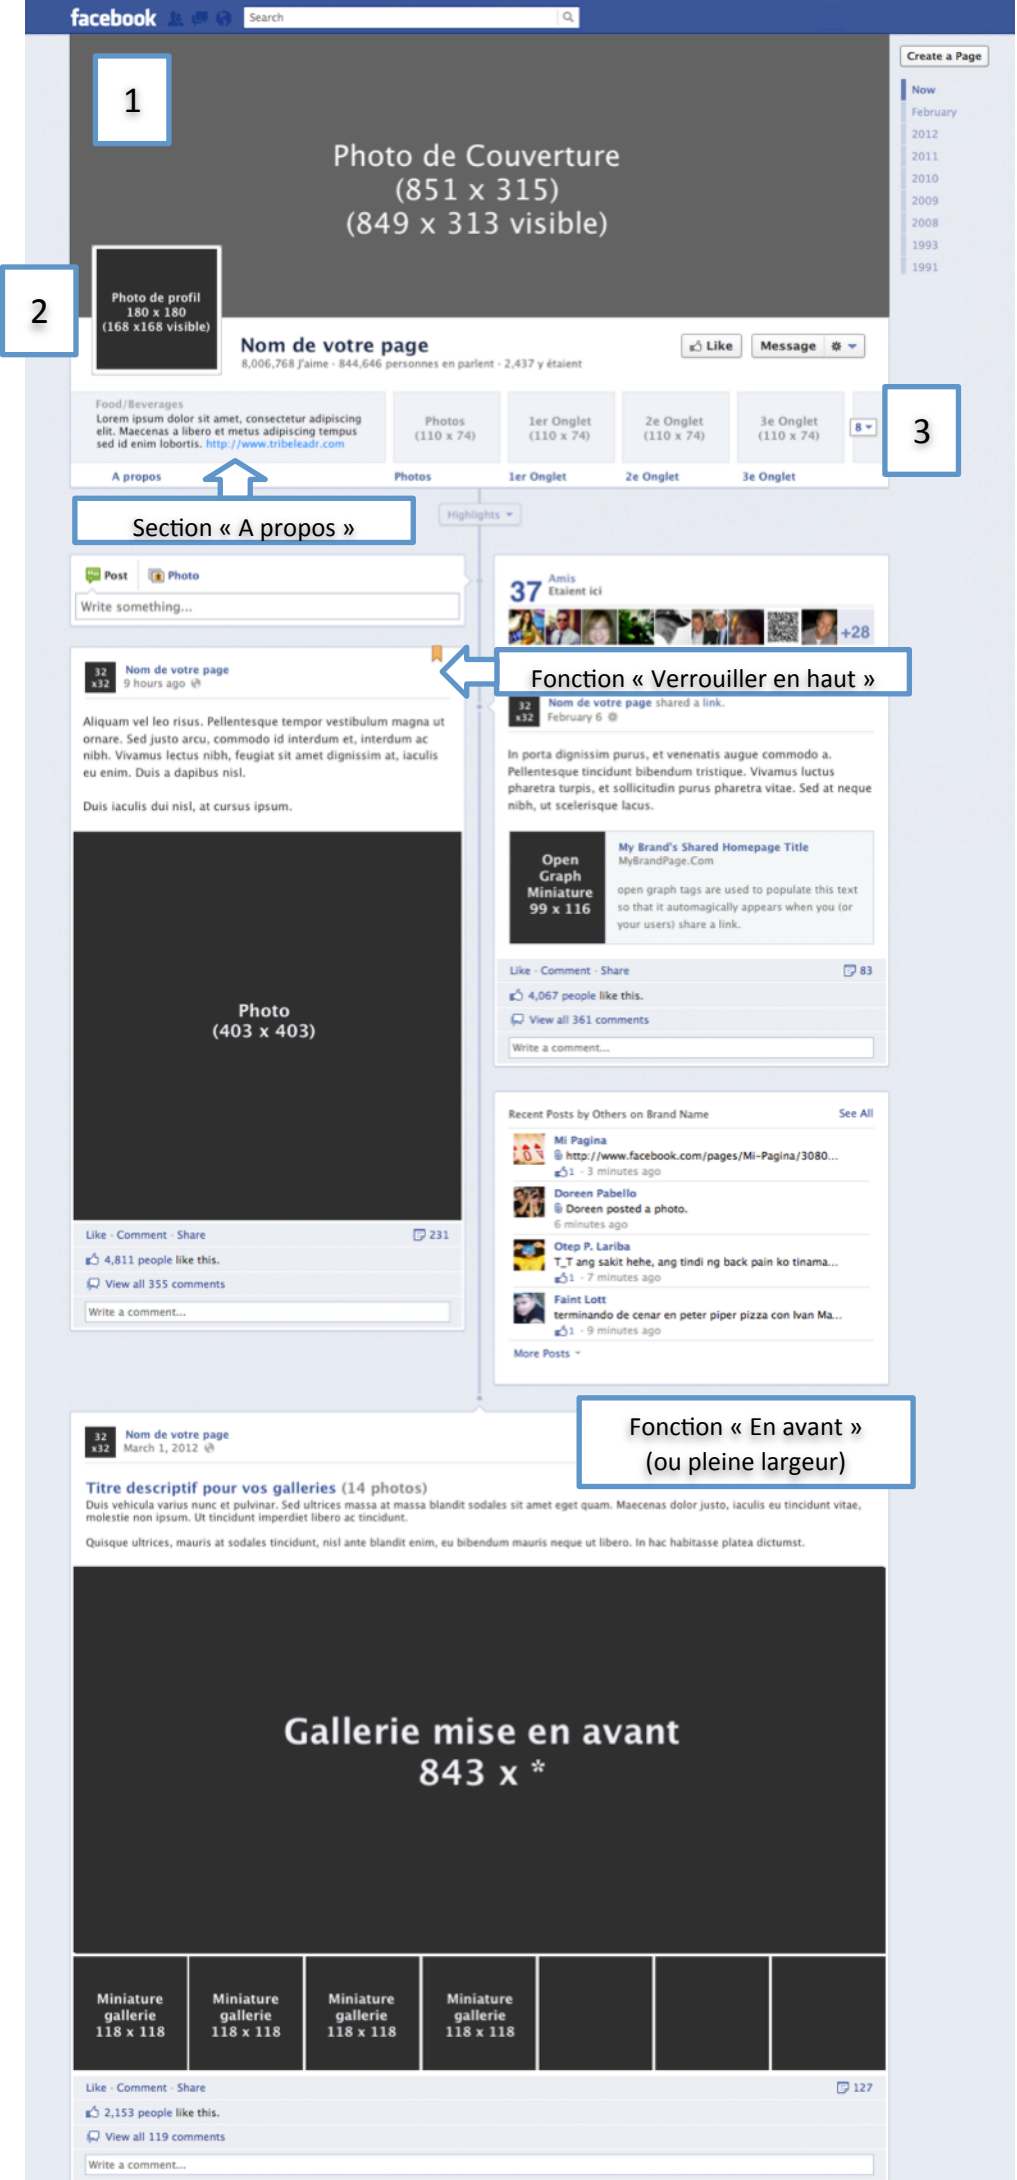 facebook
Search
Create a Page
Now
February
2012
2011
2010
2009
2008
1993
1991
1
Photo de Couverture
(851 x 315)
(849 x 313 visible)
2
Photo de profil
180 x 180
(168 x168 visible)
Nom de votre page
8,006,768 J'aime · 844,646 personnes en parlent · 2,437 y étaient
Like
Message
Food/Beverages
Lorem ipsum dolor sit amet, consectetur adipiscing
elit. Maecenas a libero et metus adipiscing tempus
sed id enim lobortis. http://www.tribeleadr.com
Photos
(110 x 74)
1er Onglet
(110 x 74)
2e Onglet
(110 x 74)
3e Onglet
(110 x 74)
8
3
A propos
Photos
1er Onglet
2e Onglet
3e Onglet
Section « A propos »
Highlights
Post
Photo
Write something...
37 Amis
Etaient ici
+28
32
x32
Nom de votre page
9 hours ago
Fonction « Verrouiller en haut »
Aliquam vel leo risus. Pellentesque tempor vestibulum magna ut
ornare. Sed justo arcu, commodo id interdum et, interdum ac
nibh. Vivamus lectus nibh, feugiat sit amet dignissim at, iaculis
eu enim. Duis a dapibus nisl.
Duis iaculis dui nisl, at cursus ipsum.
Photo
(403 x 403)
Like · Comment · Share
231
4,811 people like this.
View all 355 comments
Write a comment...
32
x32
Nom de votre page shared a link.
February 6
In porta dignissim purus, et venenatis augue commodo a.
Pellentesque tincidunt bibendum tristique. Vivamus luctus
pharetra turpis, et sollicitudin purus pharetra vitae. Sed at neque
nibh, ut scelerisque lacus.
Open
Graph
Miniature
99 x 116
My Brand's Shared Homepage Title
MyBrandPage.Com
open graph tags are used to populate this text
so that it automagically appears when you (or
your users) share a link.
Like · Comment · Share
83
4,067 people like this.
View all 361 comments
Write a comment...
Recent Posts by Others on Brand Name
See All
Mi Pagina
http://www.facebook.com/pages/Mi-Pagina/3080...
1 · 3 minutes ago
Doreen Pabello
Doreen posted a photo.
6 minutes ago
Otep P. Lariba
T_T ang sakit hehe, ang tindi ng back pain ko tinama...
1 · 7 minutes ago
Faint Lott
terminando de cenar en peter piper pizza con Ivan Ma...
1 · 9 minutes ago
More Posts
Fonction « En avant »
(ou pleine largeur)
32
x32
Nom de votre page
March 1, 2012
Titre descriptif pour vos galleries (14 photos)
Duis vehicula varius nunc et pulvinar. Sed ultrices massa at massa blandit sodales sit amet eget quam. Maecenas dolor justo, iaculis eu tincidunt vitae,
molestie non ipsum. Ut tincidunt imperdiet libero ac tincidunt.
Quisque ultrices, mauris at sodales tincidunt, nisl ante blandit enim, eu bibendum mauris neque ut libero. In hac habitasse platea dictumst.
Gallerie mise en avant
843 x *
Miniature
gallerie
118 x 118
Miniature
gallerie
118 x 118
Miniature
gallerie
118 x 118
Miniature
gallerie
118 x 118
Like · Comment · Share
127
2,153 people like this.
View all 119 comments
Write a comment...